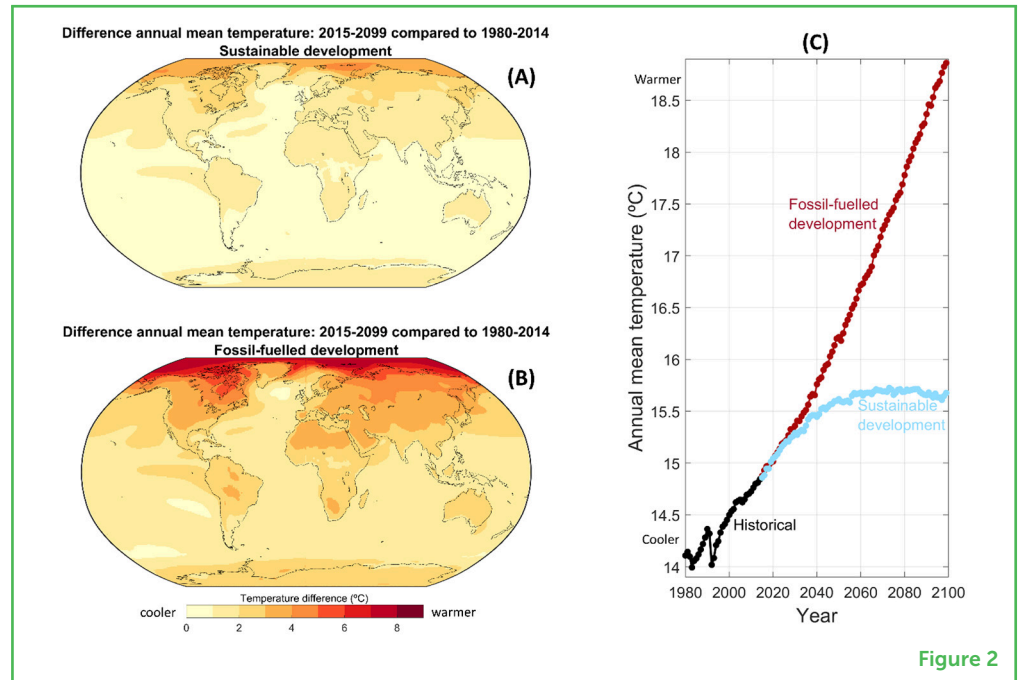 Difference annual mean temperature: 2015-2099 compared to 1980-2014
Sustainable development
(A)
Difference annual mean temperature: 2015-2099 compared to 1980-2014
Fossil-fuelled development
(B)
Temperature difference (ºC)
cooler
warmer
0 2 4 6 8
(C)
Annual mean temperature (ºC)
Warmer
18.5
18
17.5
17
16.5
16
15.5
15
14.5
Cooler
14
Fossil-fuelled
development
Sustainable
development
Historical
1980 2000 2020 2040 2060 2080 2100
Year
Figure 2